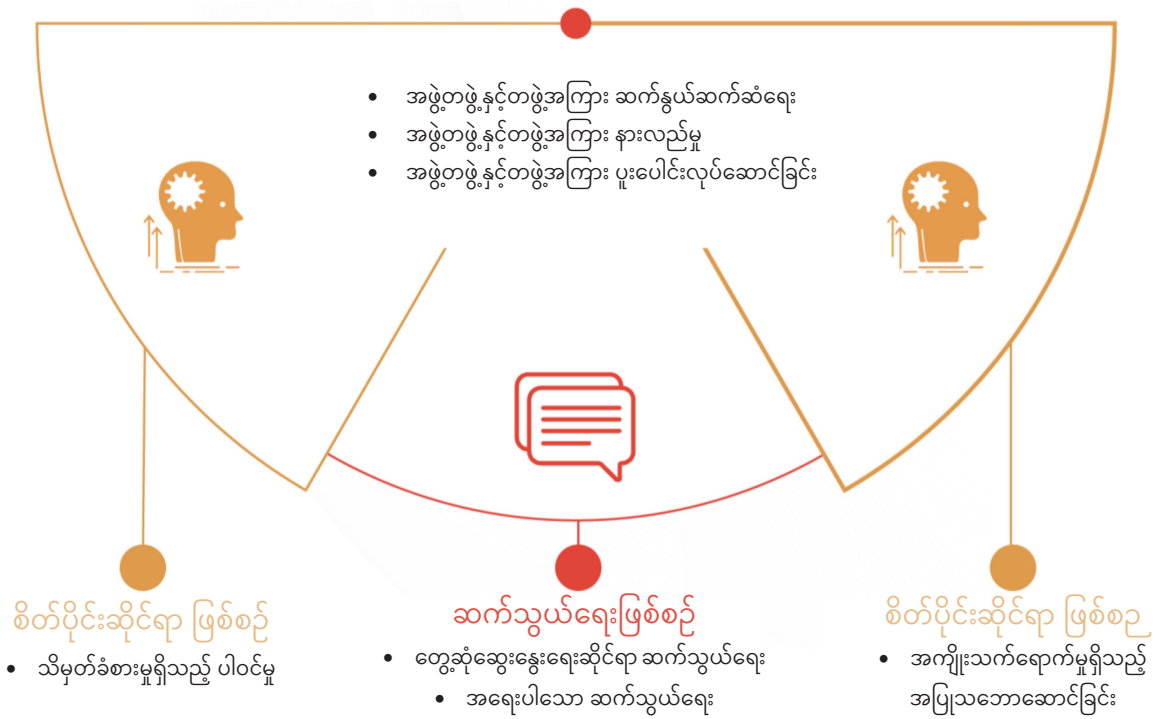 • အဖွဲ့တဖွဲ့နှင့်တဖွဲ့အကြား ဆက်နွယ်ဆက်ဆံရေး
• အဖွဲ့တဖွဲ့နှင့်တဖွဲ့အကြား နားလည်မှု
• အဖွဲ့တဖွဲ့နှင့်တဖွဲ့အကြား ပူးပေါင်းလုပ်ဆောင်ခြင်း
စိတ်ပိုင်းဆိုင်ရာ ဖြစ်စဉ်
• သိမှတ်ခံစားမှုရှိသည့် ပါဝင်မှု
ဆက်သွယ်ရေးဖြစ်စဉ်
• တွေ့ဆုံဆွေးနွေးရေးဆိုင်ရာ ဆက်သွယ်ရေး
• အရေးပါသော ဆက်သွယ်ရေး
စိတ်ပိုင်းဆိုင်ရာ ဖြစ်စဉ
• အကျိုးသက်ရောက်မှုရှိသည့်
အပြုသဘောဆောင်ခြင်း